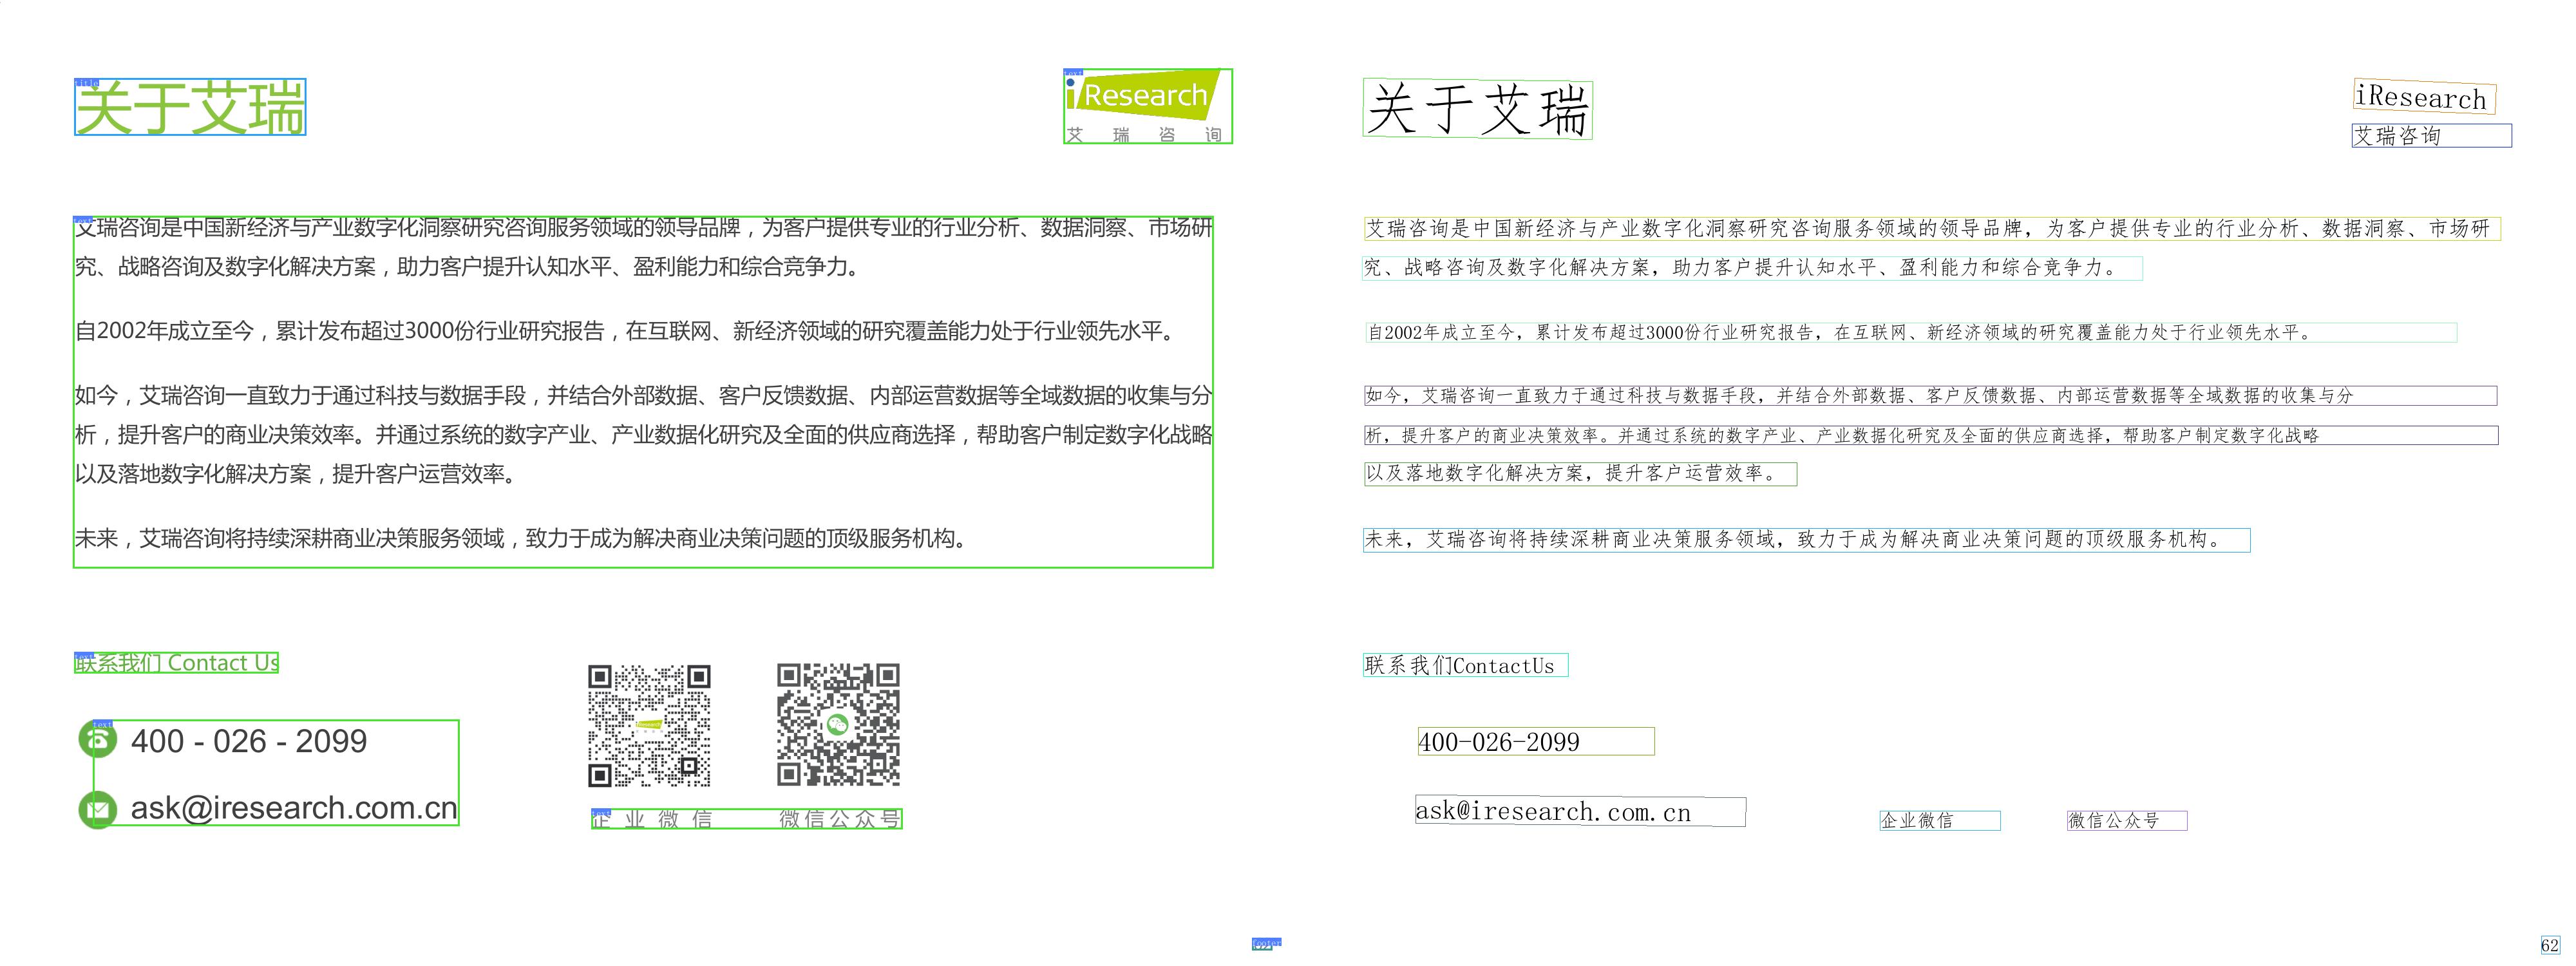 关于艾瑞
iResearch
艾瑞咨询
艾瑞咨询是中国新经济与产业数字化洞察研究咨询服务领域的领导品牌，为客户提供专业的行业分析、数据洞察、市场研
究、战略咨询及数字化解决方案，助力客户提升认知水平、盈利能力和综合竞争力。
自2002年成立至今，累计发布超过3000份行业研究报告，在互联网、新经济领域的研究覆盖能力处于行业领先水平。
如今，艾瑞咨询一直致力于通过科技与数据手段，并结合外部数据、客户反馈数据、内部运营数据等全域数据的收集与分
析，提升客户的商业决策效率。并通过系统的数字产业、产业数据化研究及全面的供应商选择，帮助客户制定数字化战略
以及落地数字化解决方案，提升客户运营效率。
未来，艾瑞咨询将持续深耕商业决策服务领域，致力于成为解决商业决策问题的顶级服务机构。
联系我们 Contact Us
400 - 026 - 2099
ask@iresearch.com.cn
企业微信 微信公众号
footer
关于艾瑞
iResearch
艾瑞咨询
艾瑞咨询是中国新经济与产业数字化洞察研究咨询服务领域的领导品牌，为客户提供专业的行业分析、数据洞察、市场研
究、战略咨询及数字化解决方案，助力客户提升认知水平、盈利能力和综合竞争力。
自2002年成立至今，累计发布超过3000份行业研究报告，在互联网、新经济领域的研究覆盖能力处于行业领先水平。
如今，艾瑞咨询一直致力于通过科技与数据手段，并结合外部数据、客户反馈数据、内部运营数据等全域数据的收集与分
析，提升客户的商业决策效率。并通过系统的数字产业、产业数据化研究及全面的供应商选择，帮助客户制定数字化战略
以及落地数字化解决方案，提升客户运营效率。
未来，艾瑞咨询将持续深耕商业决策服务领域，致力于成为解决商业决策问题的顶级服务机构。
联系我们ContactUs
400-026-2099
ask@iresearch.com.cn
企业微信 微信公众号
62